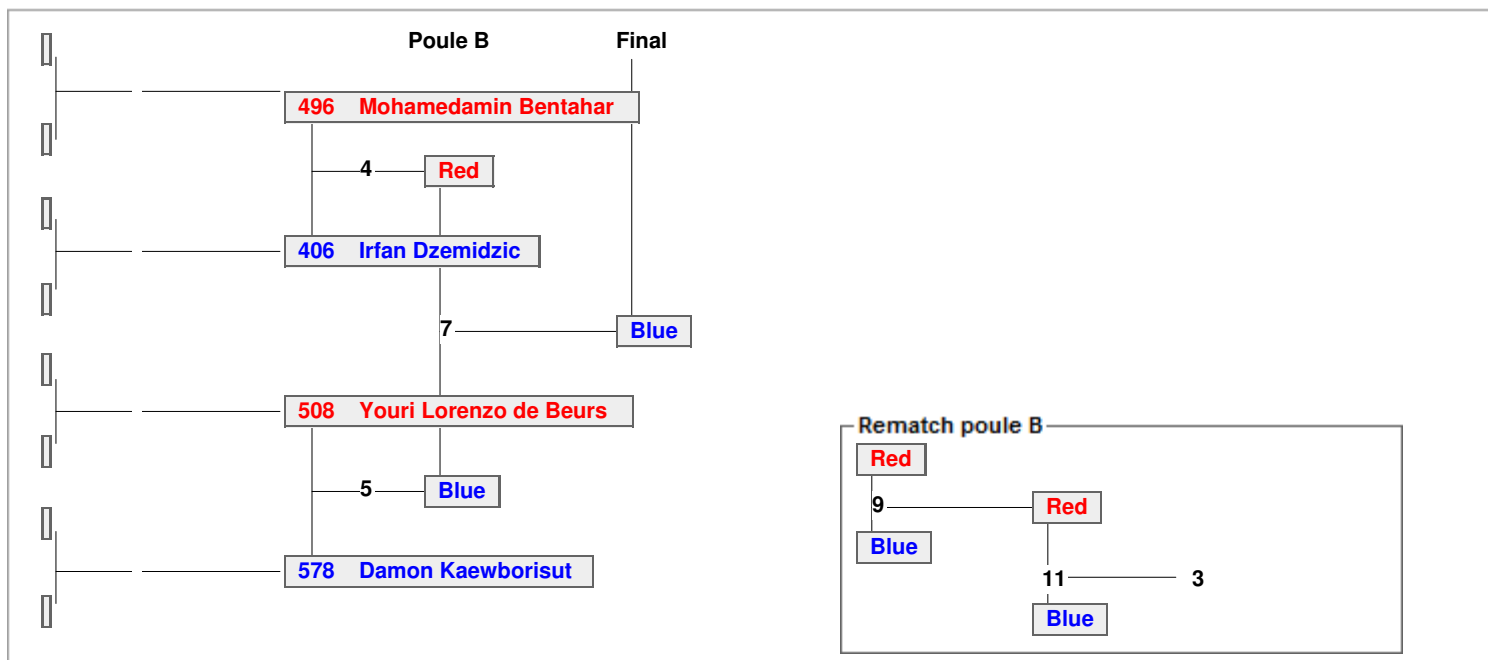 Poule B Final
496 Mohamedamin Bentahar
4 Red
406 Irfan Dzemidzic
7 Blue
508 Youri Lorenzo de Beurs
5 Blue
578 Damon Kaewborisut
Rematch poule B
Red
9 Red
Blue
11 3
Blue